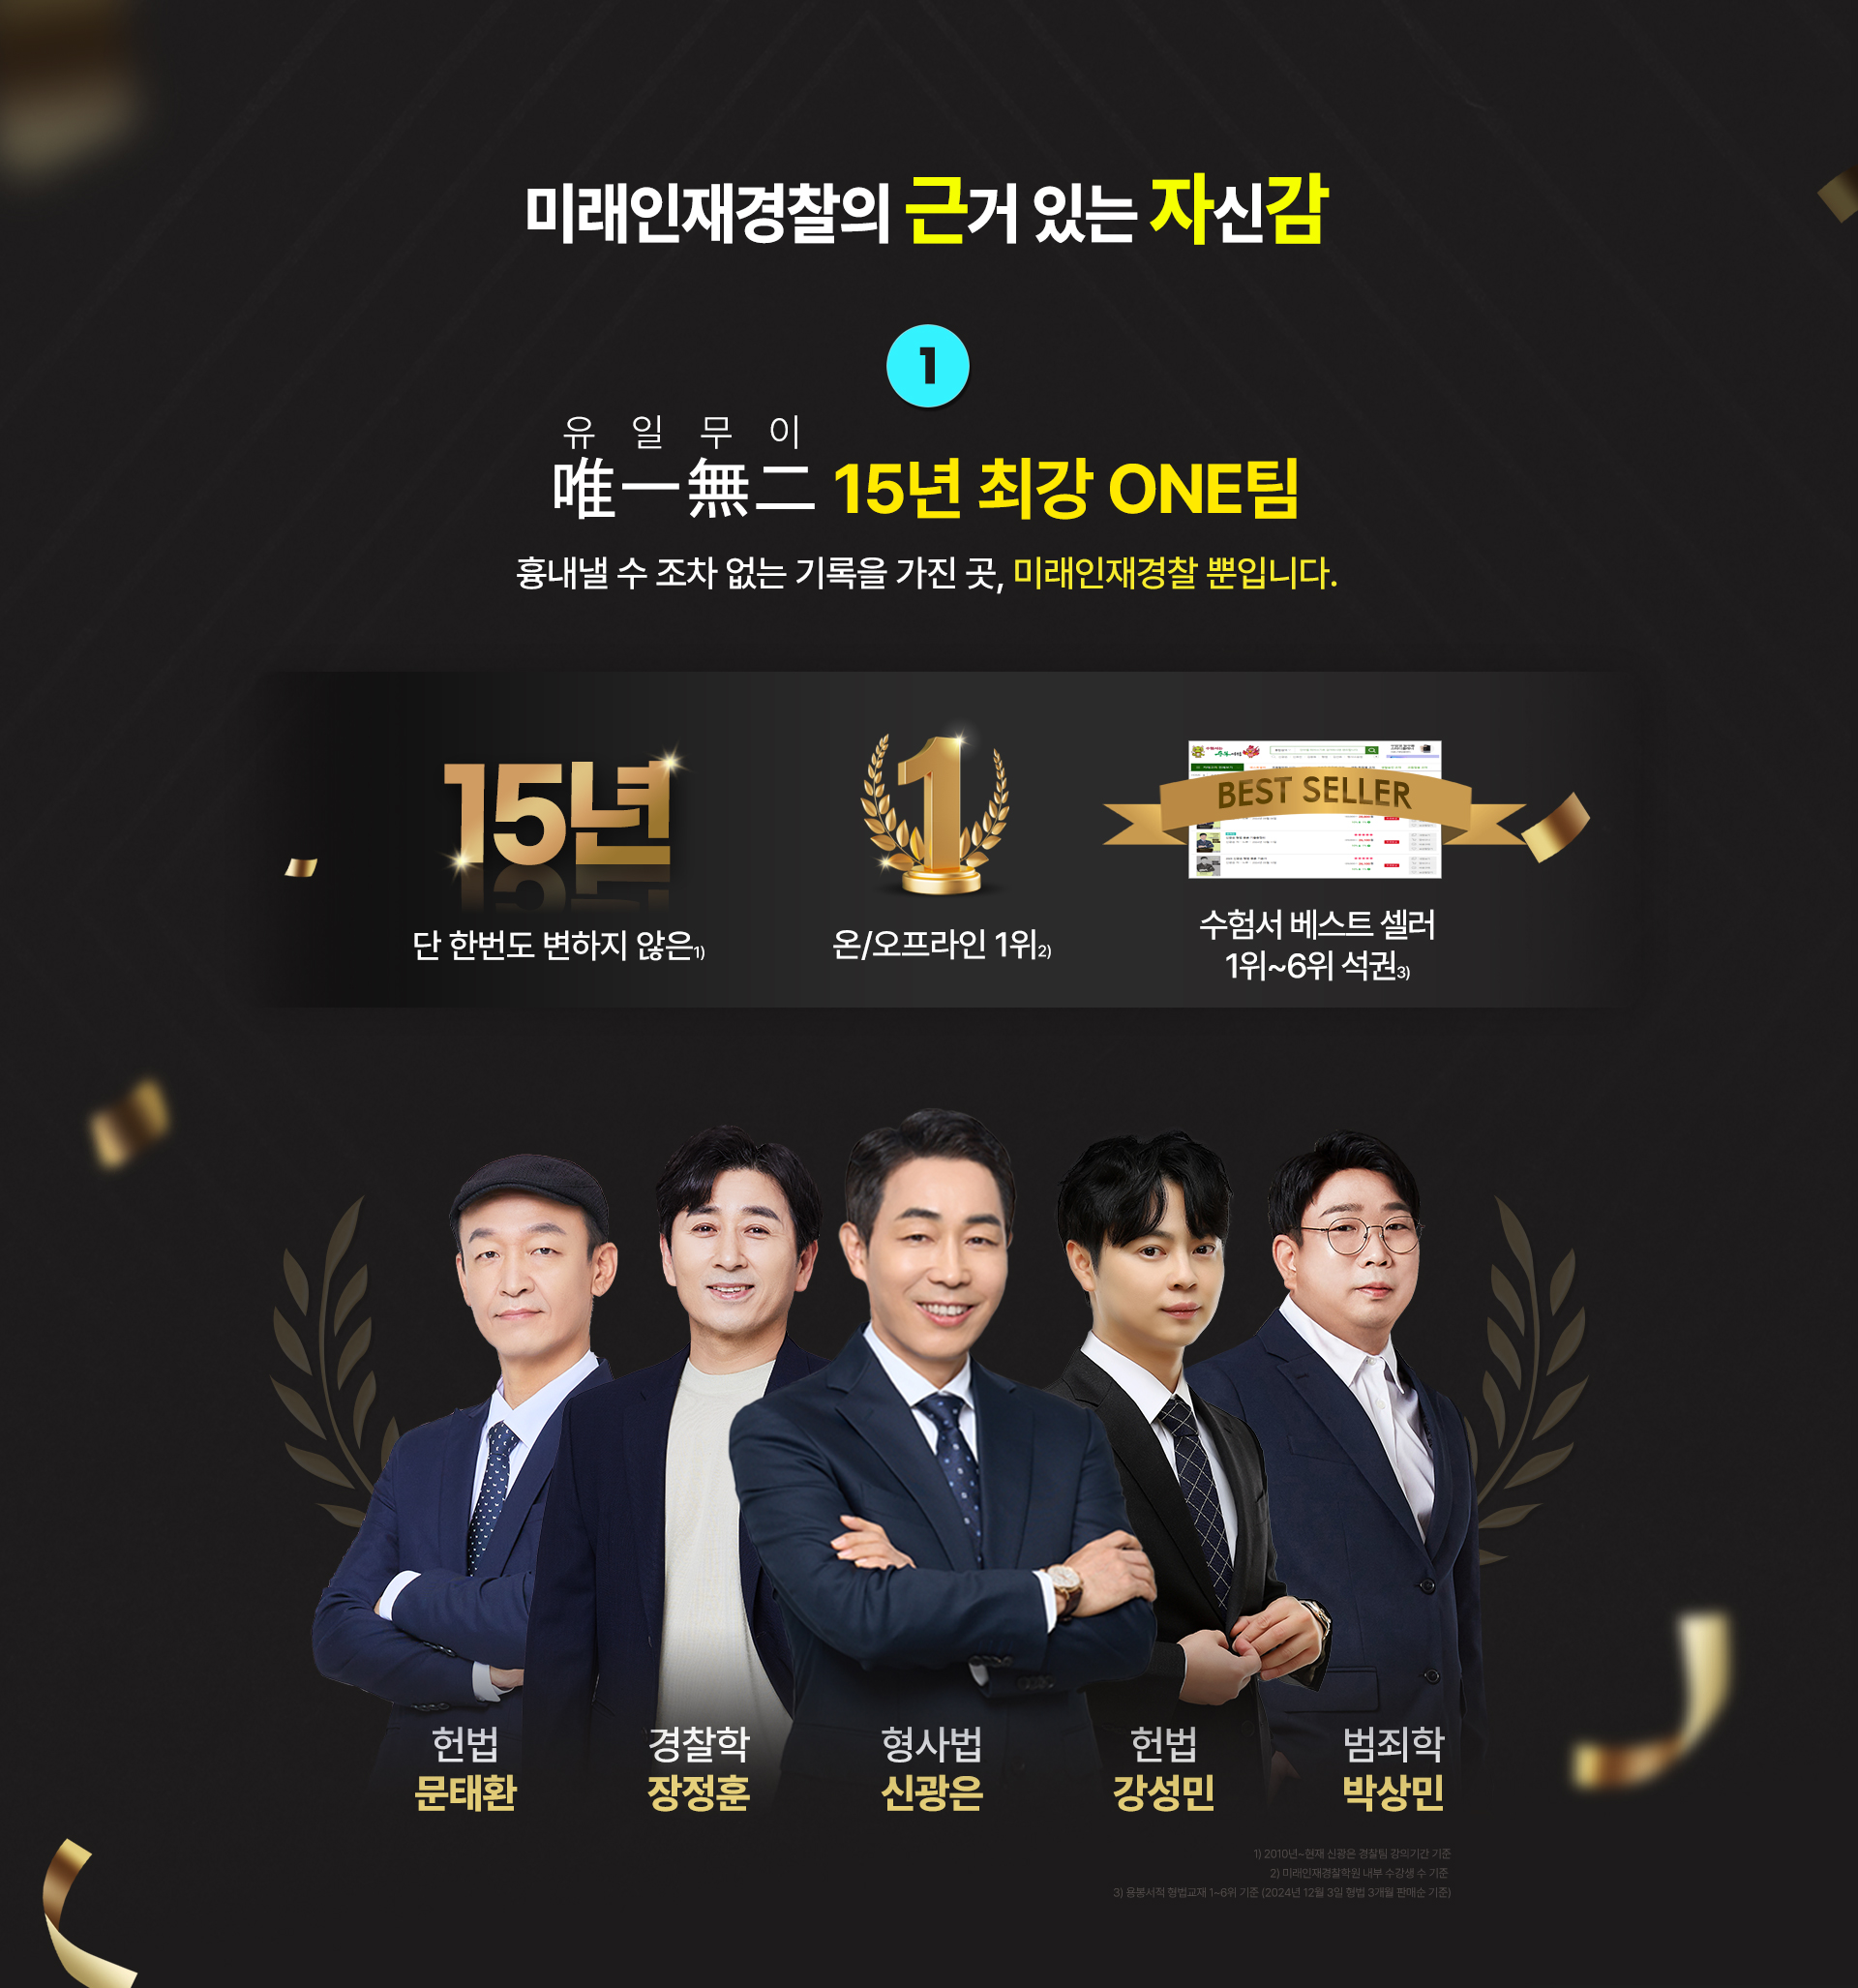 미래인재경찰의 근거 있는 자신감
1
유 일 무 이
唯一無二 15년 최강 ONE팀
흉내낼 수 조차 없는 기록을 가진 곳, 미래인재경찰 뿐입니다.
15년
단 한번도 변하지 않은1)
1
온/오프라인 1위2)
BEST SELLER
수험서 베스트 셀러
1위~6위 석권3)
헌법
문태환
경찰학
장정훈
형사법
신광은
헌법
강성민
범죄학
박상민
1) 2010년~현재 신광은 경찰팀 강의기간 기준
2) 미래인재경찰학원 내부 수강생 수 기준
3) 용봉서적 형법교재 1~6위 기준 (2024년 12월 3일 형법 3개월 판매순 기준)